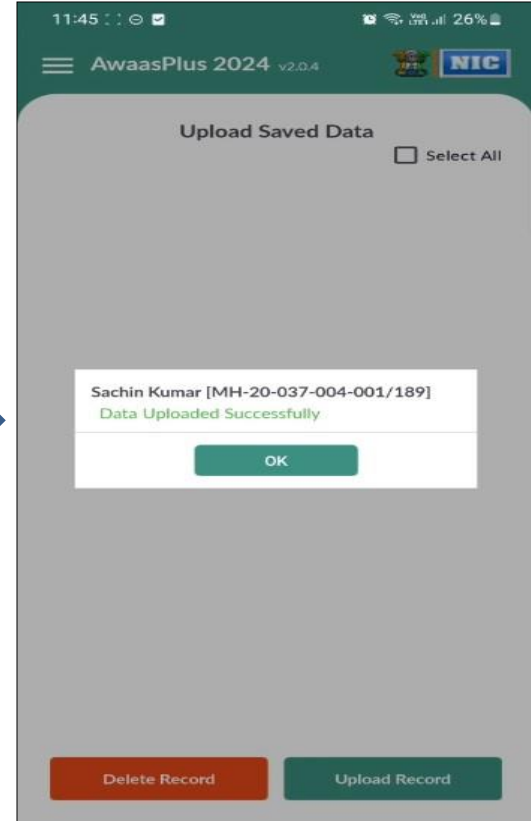 11:45
26%
AwaasPlus 2024 v2.0.4
NIC
Upload Saved Data
Select All
Sachin Kumar [MH-20-037-004-001/189]
Data Uploaded Successfully
OK
Delete Record Upload Record